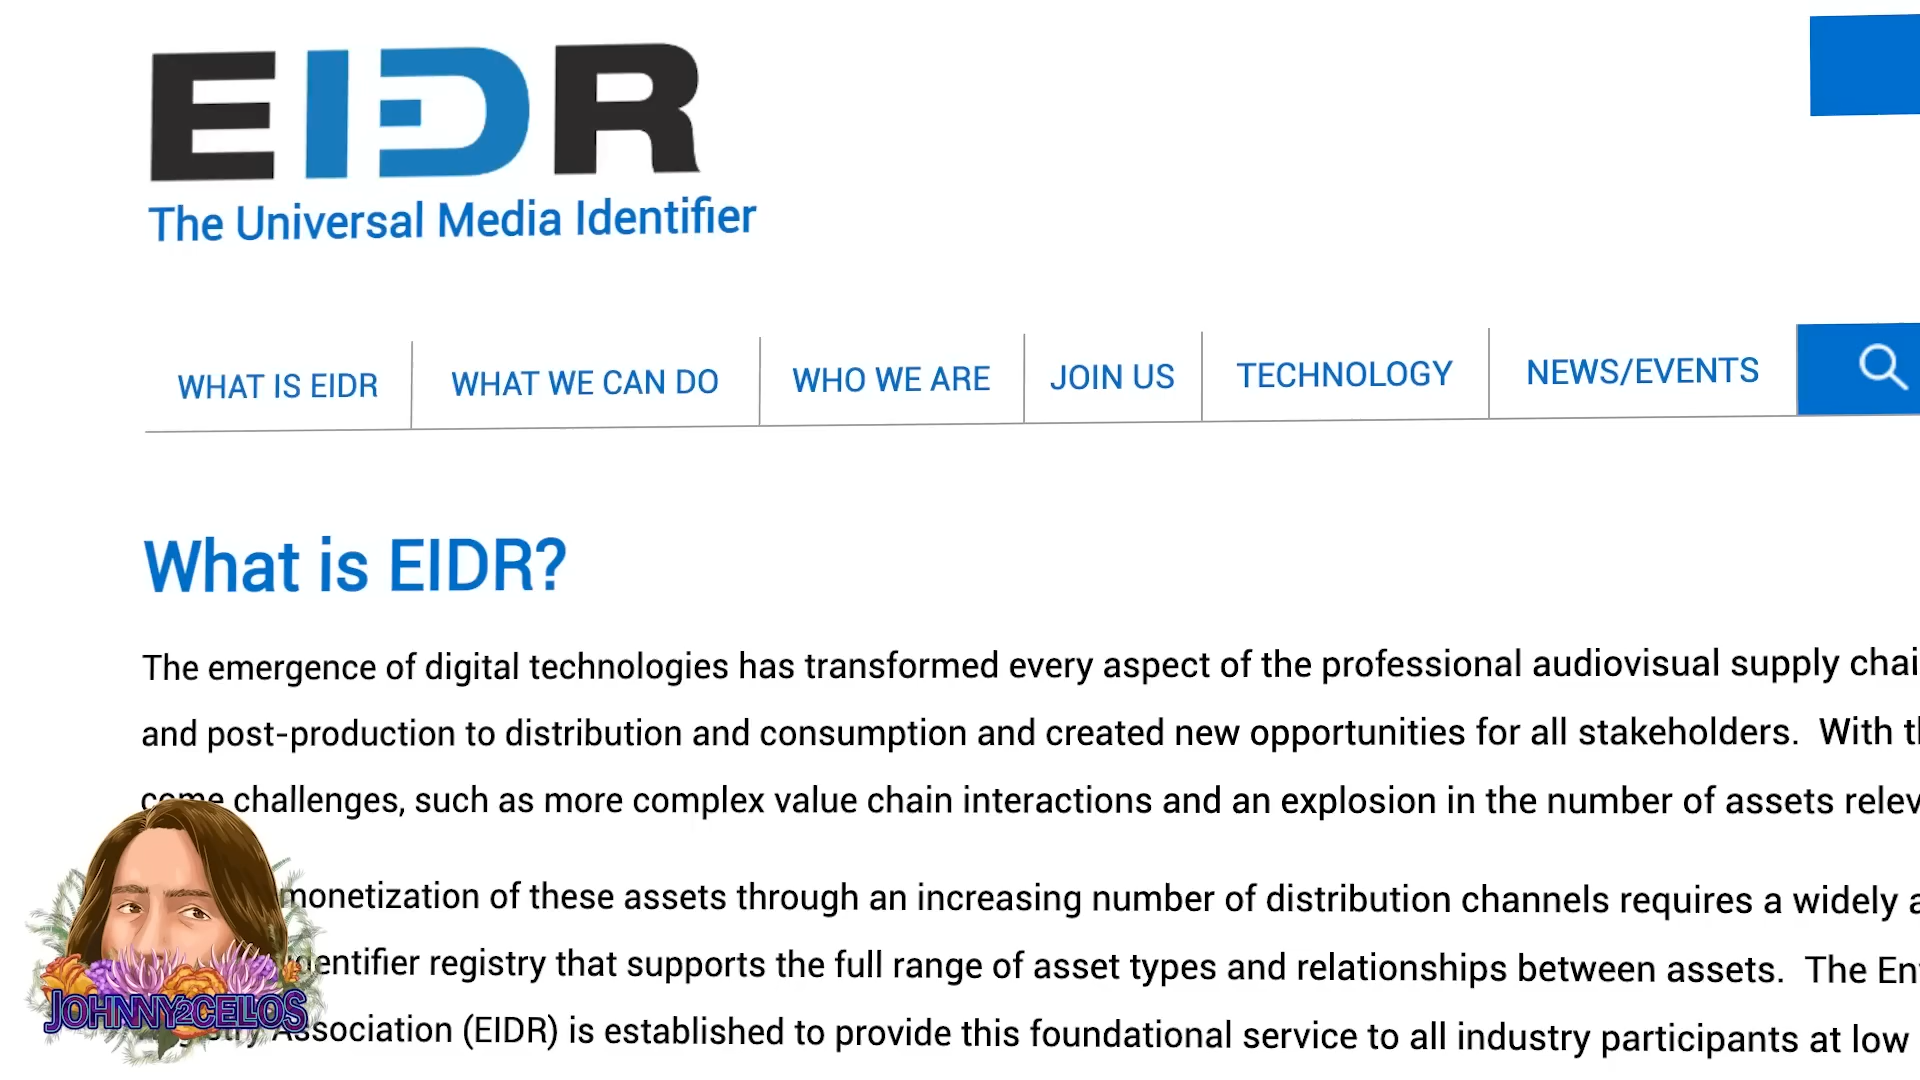 EIDR
The Universal Media Identifier
WHAT IS EIDR
WHAT WE CAN DO
WHO WE ARE
JOIN US
TECHNOLOGY
NEWS/EVENTS
What is EIDR?
The emergence of digital technologies has transformed every aspect of the professional audiovisual supply chai
and post-production to distribution and consumption and created new opportunities for all stakeholders. With th
come challenges, such as more complex value chain interactions and an explosion in the number of assets relev
monetization of these assets through an increasing number of distribution channels requires a widely a
dentifier registry that supports the full range of asset types and relationships between assets. The En
Association (EIDR) is established to provide this foundational service to all industry participants at low
JOHNNY2CELLOS